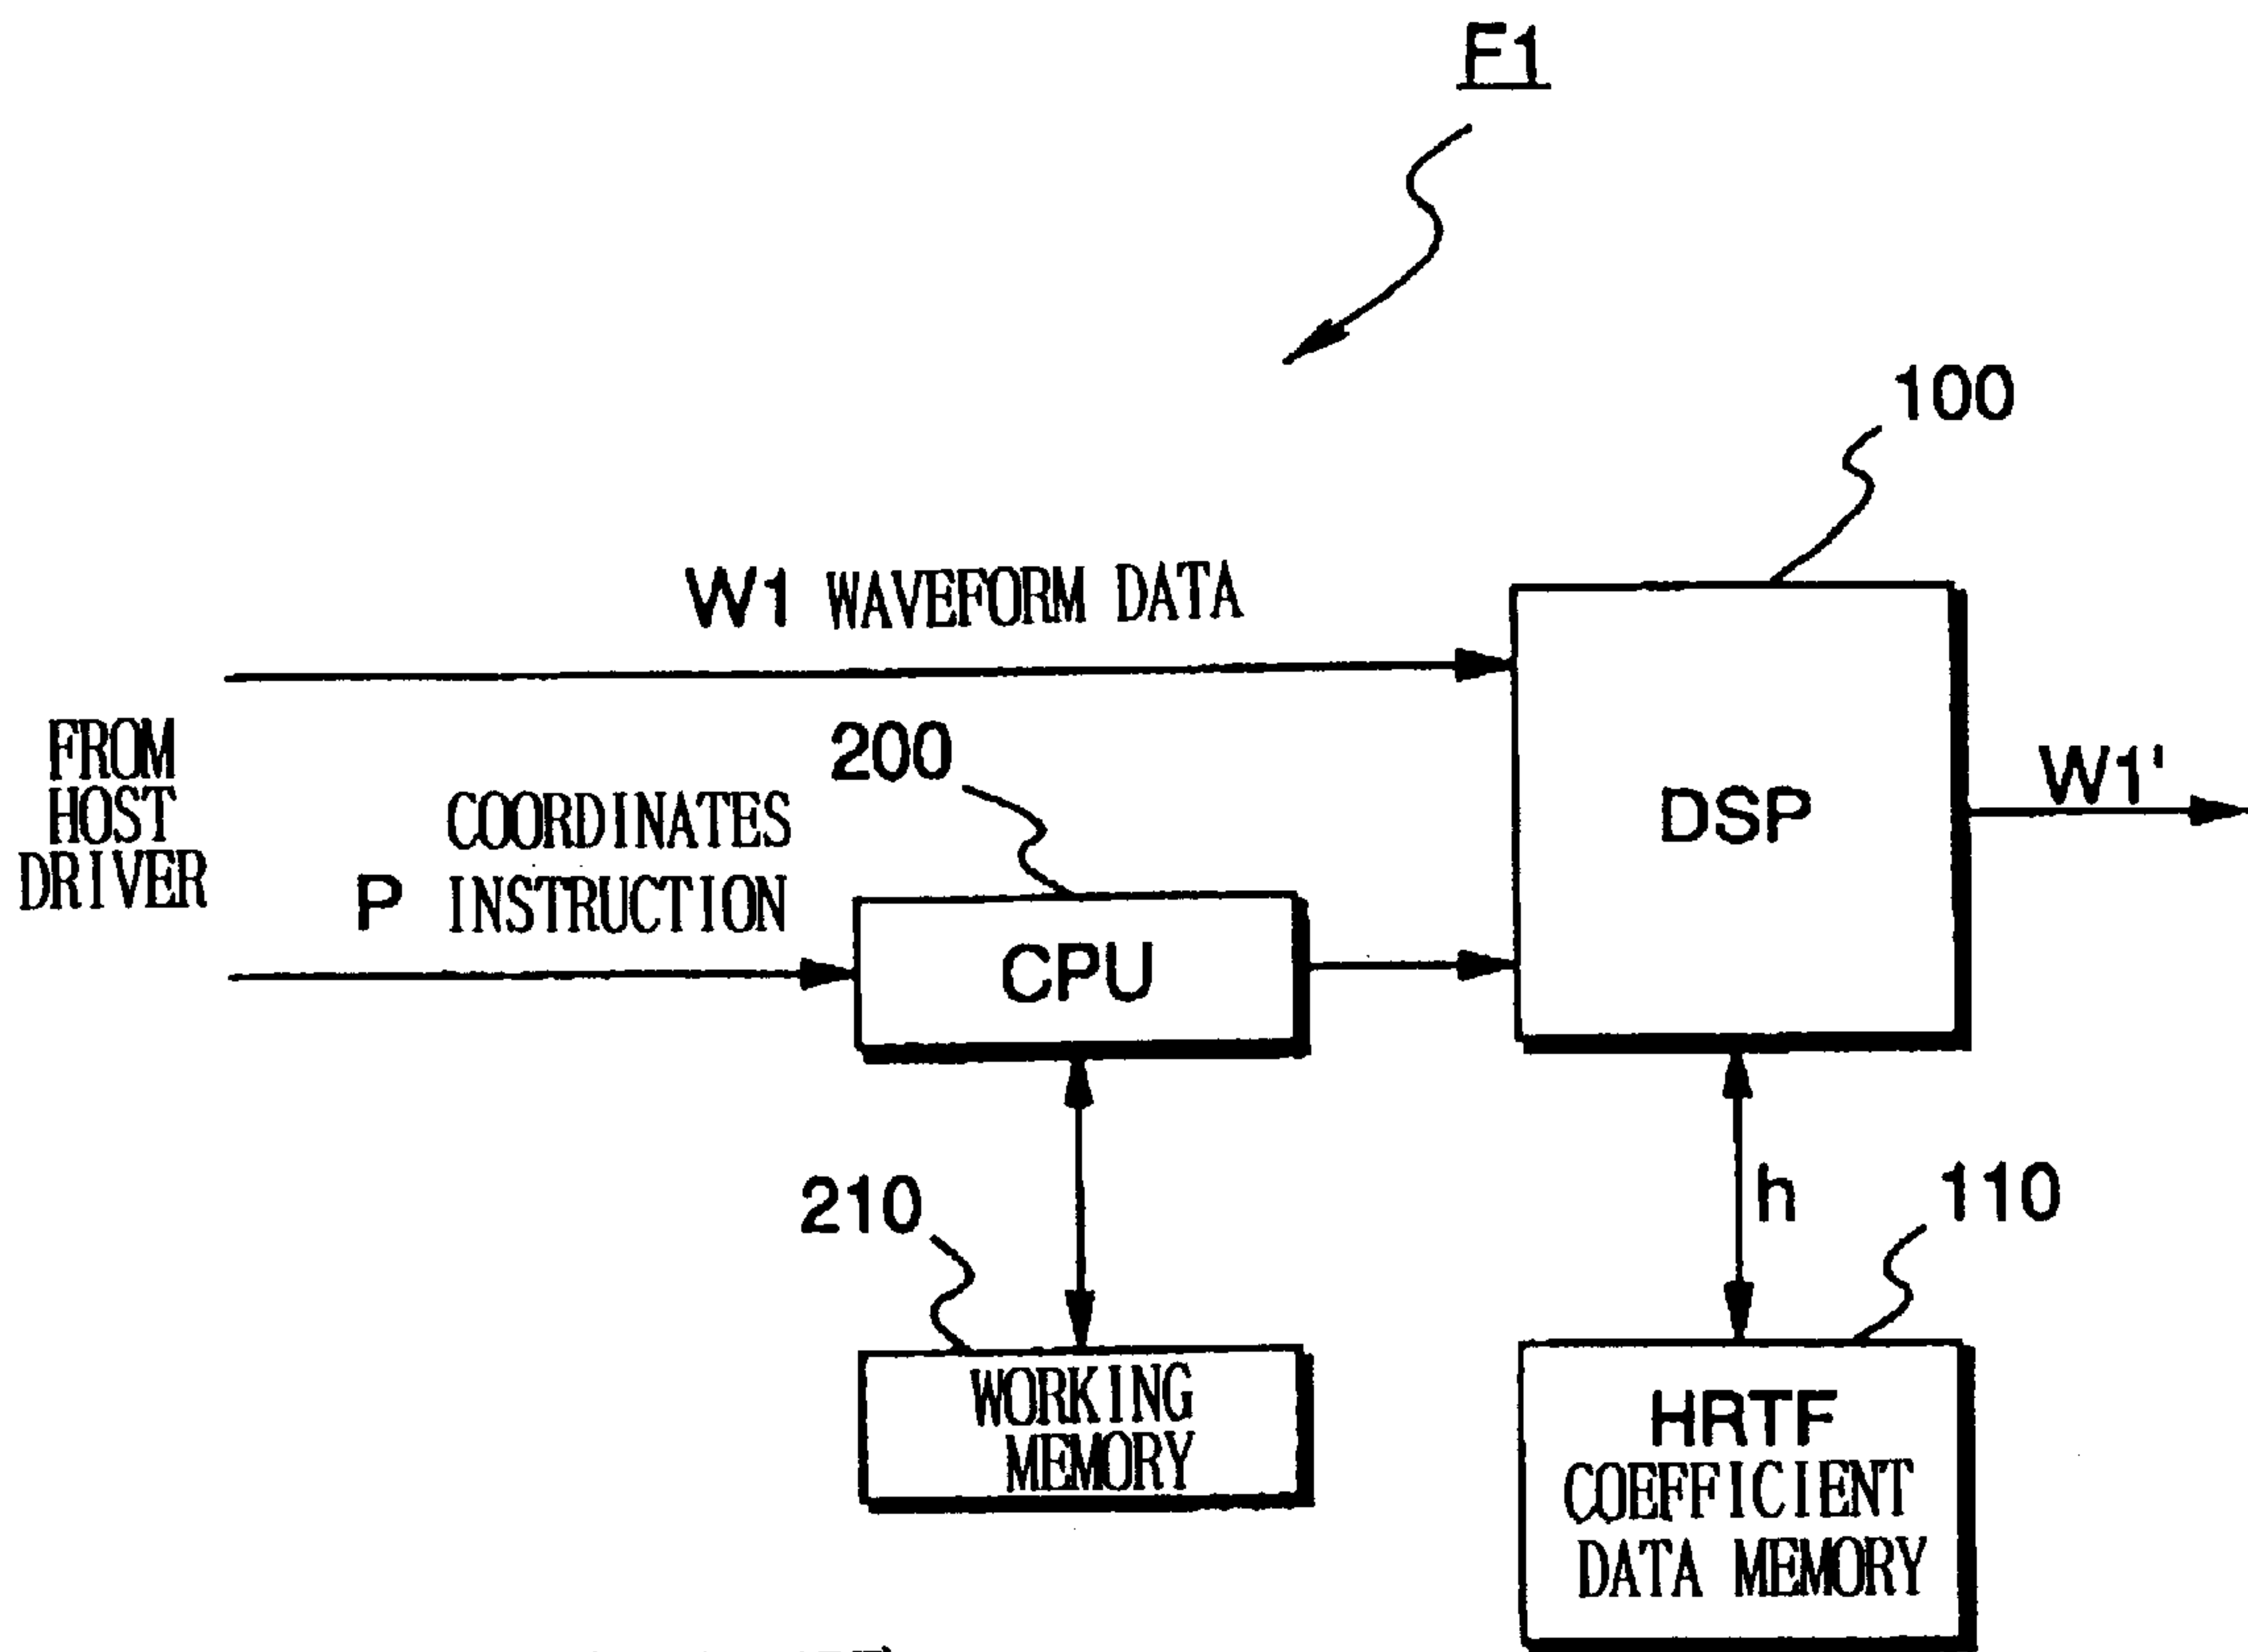 F1
100
W1 WAVEFORM DATA
FROM
HOST
DRIVER
200
COORDINATES
P INSTRUCTION
DSP
W1'
CPU
210
h
110
WORKING
MEMORY
HRTF
COEFFICIENT
DATA MEMORY